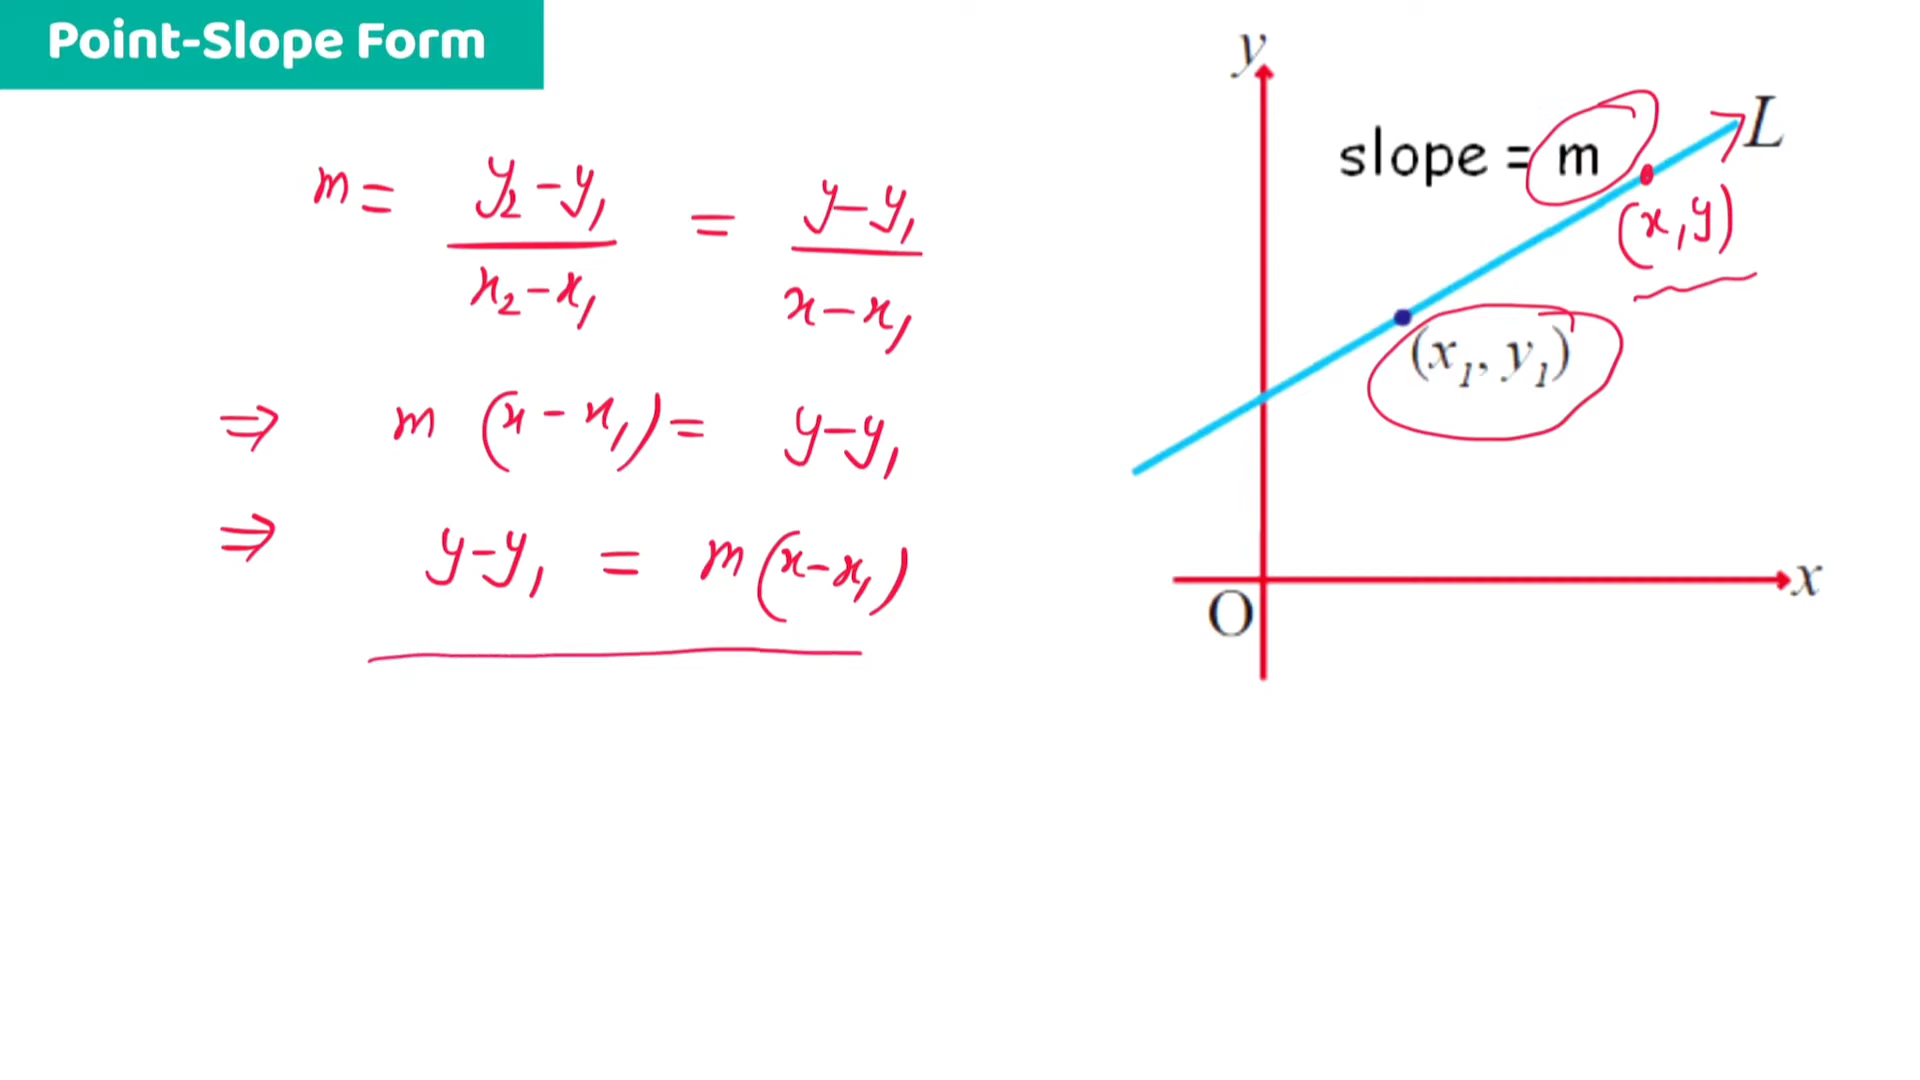 Point-Slope Form
m = y₂-y₁ / x₂-x₁ = y-y₁ / x-x₁
⇒ m (x-x₁) = y-y₁
⇒ y-y₁ = m(x-x₁)
y
slope = m
L
(x,y)
(x₁, y₁)
x
O